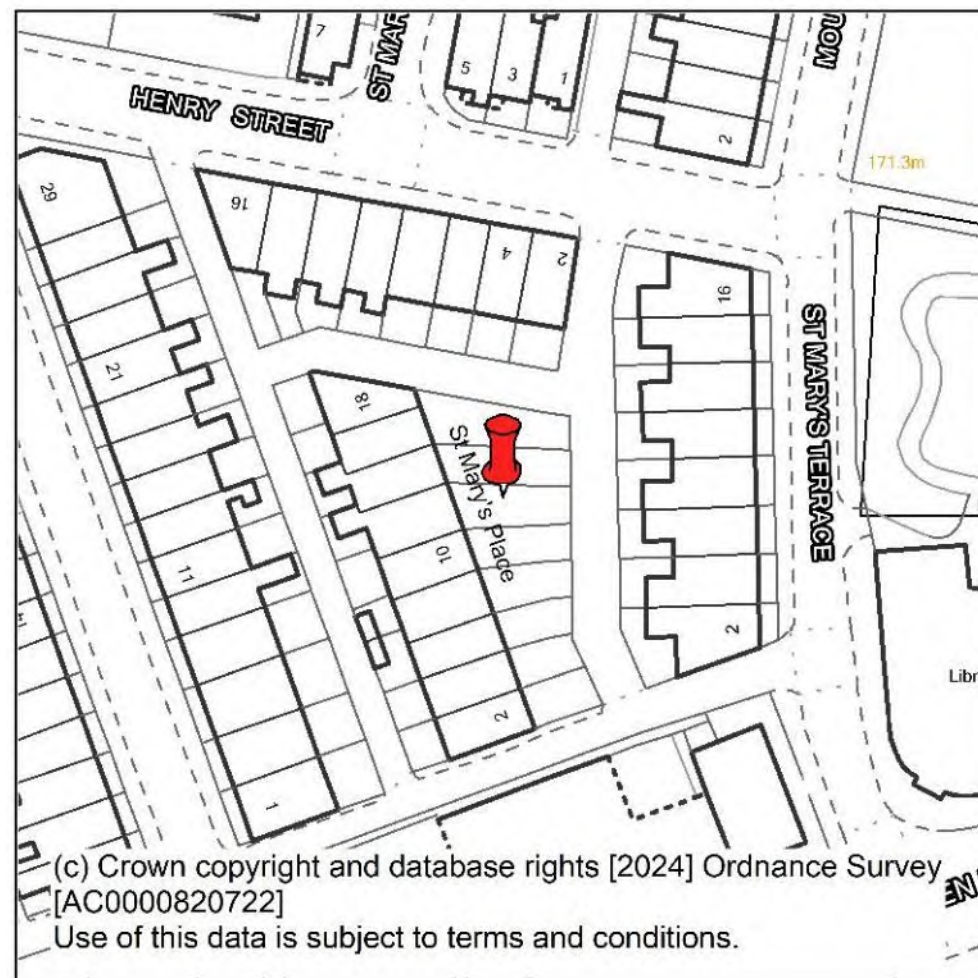 7
ST MAR
5
3
1
2
MOU
HENRY STREET
171.3m
29
16
4
2
16
ST MARY'S TERRACE
21
18
St Mary's Place
10
11
2
2
Libr
1
(c) Crown copyright and database rights [2024] Ordnance Survey
[AC0000820722]
EN
Use of this data is subject to terms and conditions.